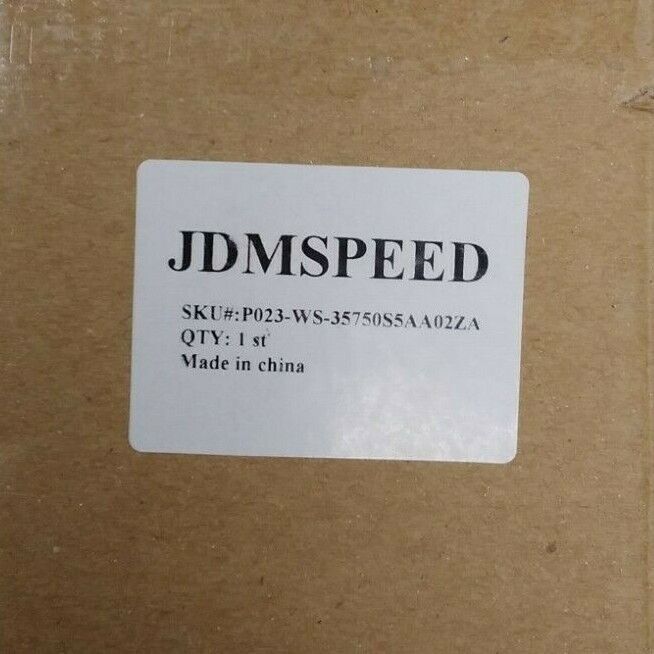 JDMSPEED
SKU#:P023-WS-35750S5AA02ZA
QTY: 1 st
Made in china